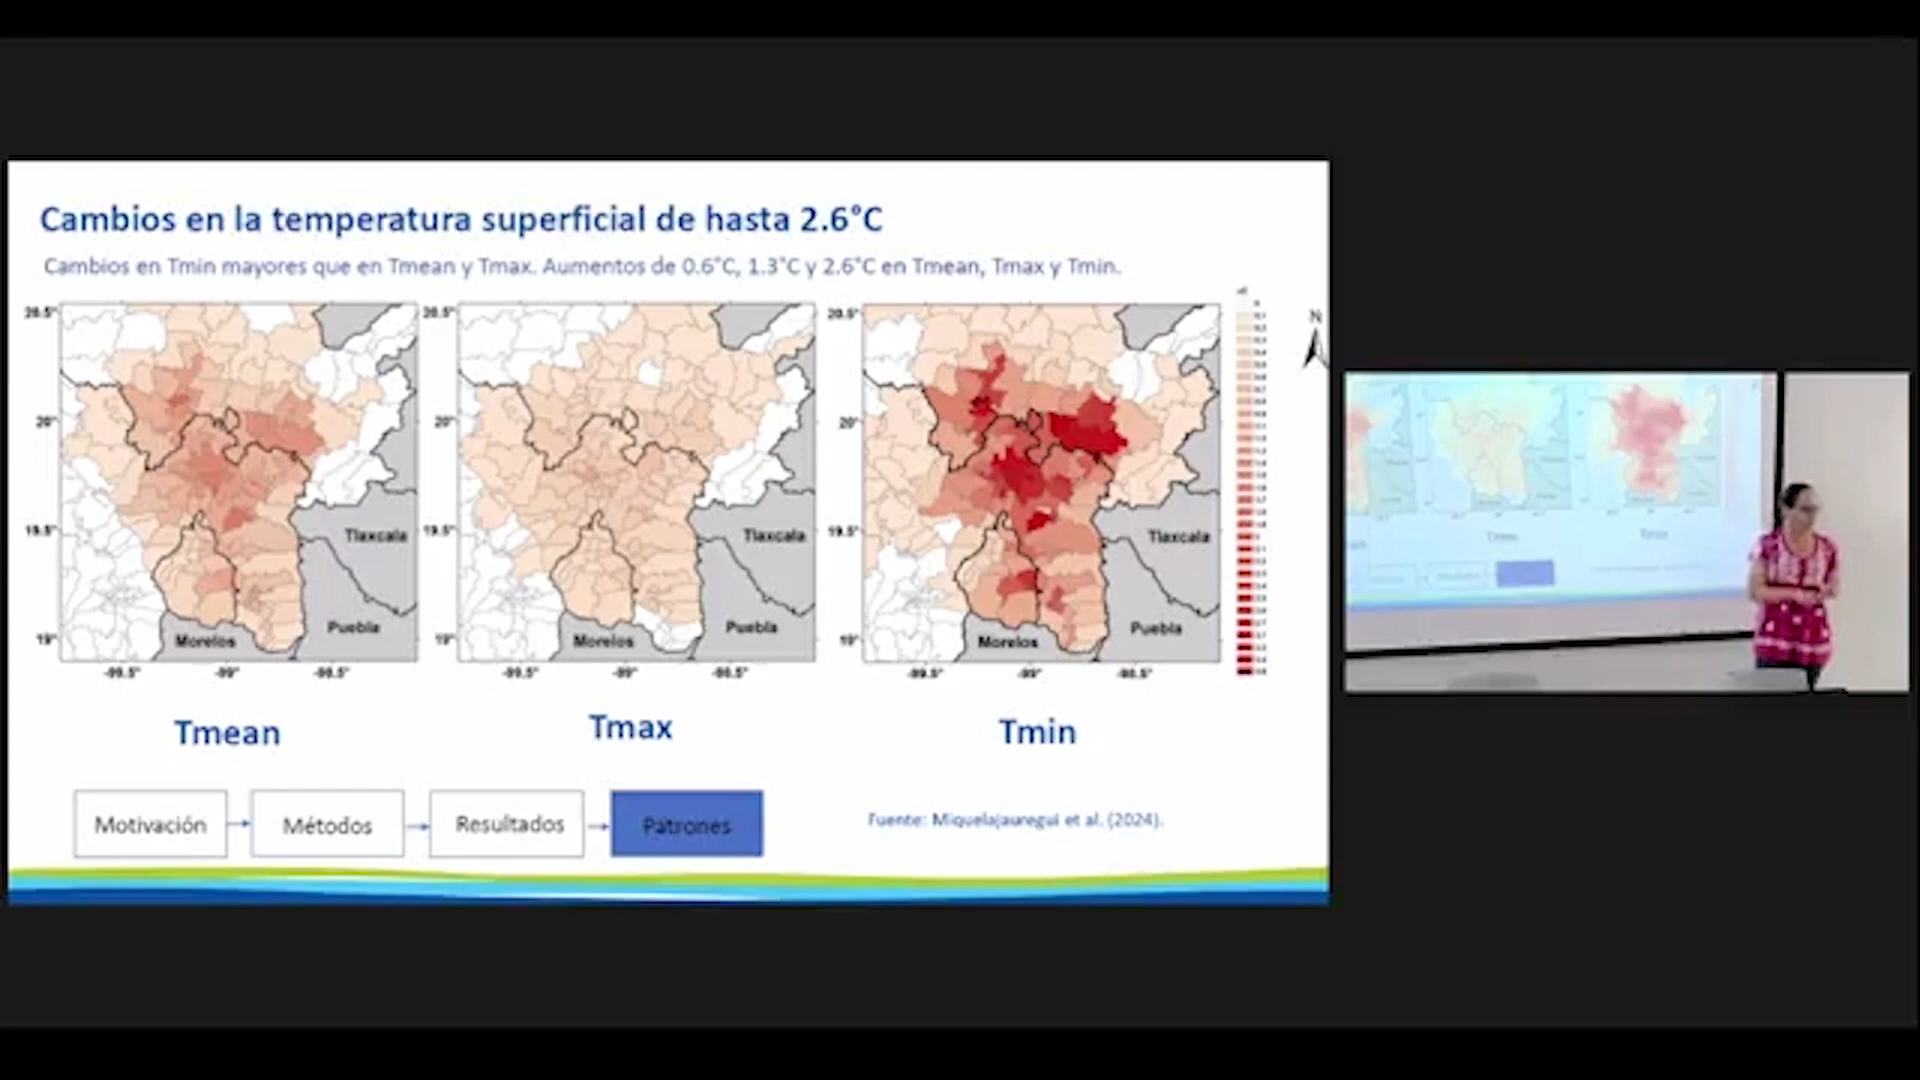 Cambios en la temperatura superficial de hasta 2.6°C
Cambios en Tmin mayores que en Tmean y Tmax. Aumentos de 0.6°C, 1.3°C y 2.6°C en Tmean, Tmax y Tmin.
20.5° 20.5° 20.5°
N
20° 20° 20°
19.5° 19.5° 19.5°
Tlaxcala Tlaxcala Tlaxcala
Puebla Puebla Puebla
19° 19° 19°
Morelos Morelos Morelos
-99.5° -99° -98.5° -99.5° -99° -98.5° -99.5° -99° -98.5°
Tmean
Tmax
Tmin
Motivación
Métodos
Resultados
Patrones
Fuente: Miquelajauregui et al. (2024).
Tmin